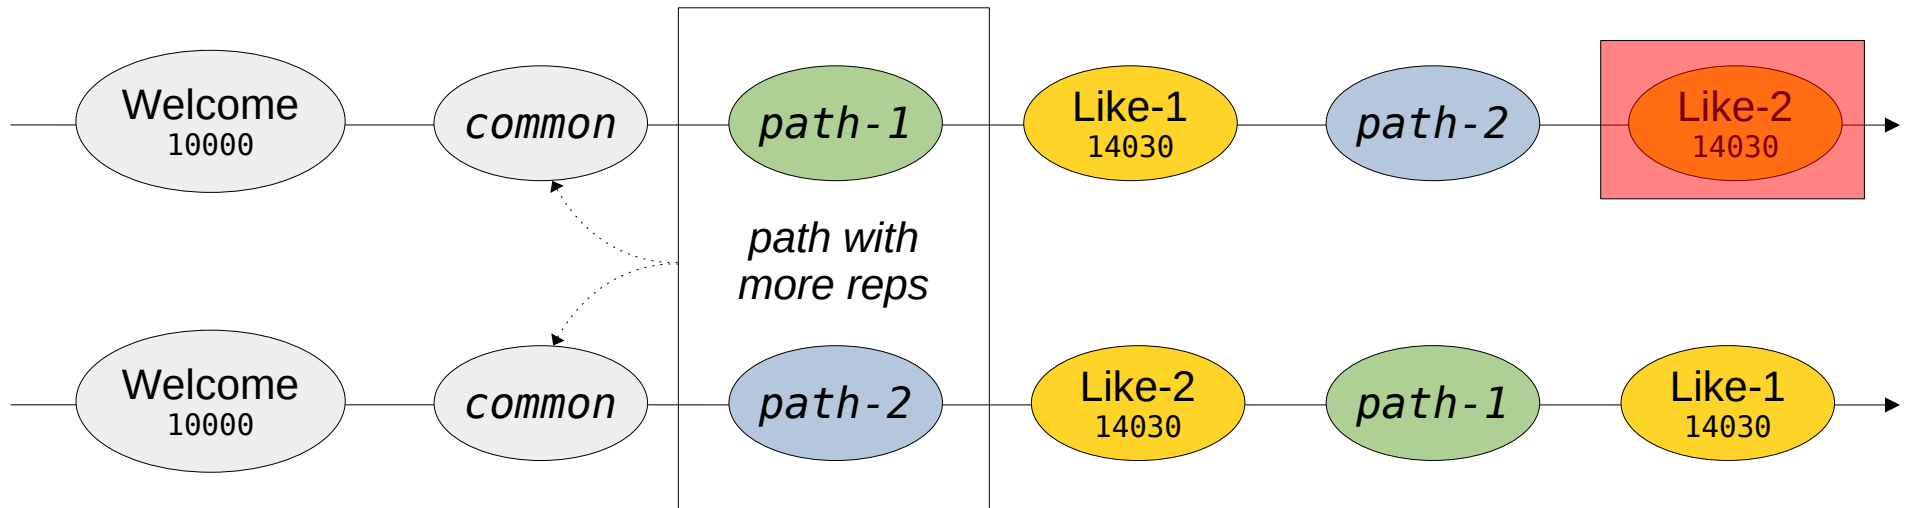 Welcome
10000
common
path-1
Like-1
14030
path-2
Like-2
14030
path with
more reps
Welcome
10000
common
path-2
Like-2
14030
path-1
Like-1
14030